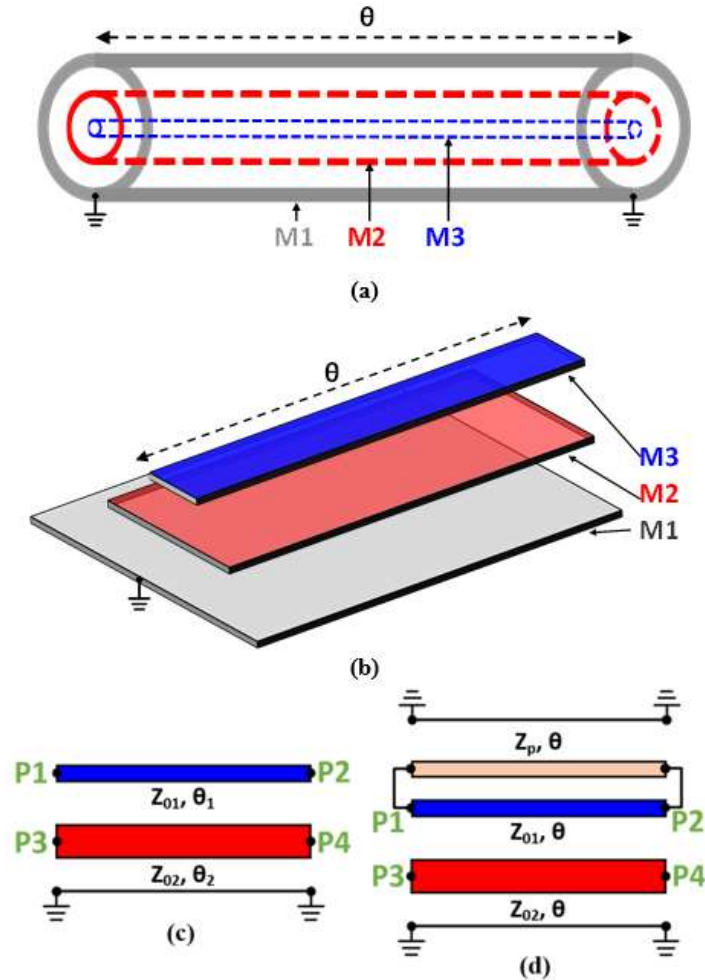 θ
M1 M2 M3
(a)
θ
M3
M2
M1
(b)
P1 P2
Z01, θ1
P3 P4
Z02, θ2
(c)
Zp, θ
P1 P2
Z01, θ
P3 P4
Z02, θ
(d)